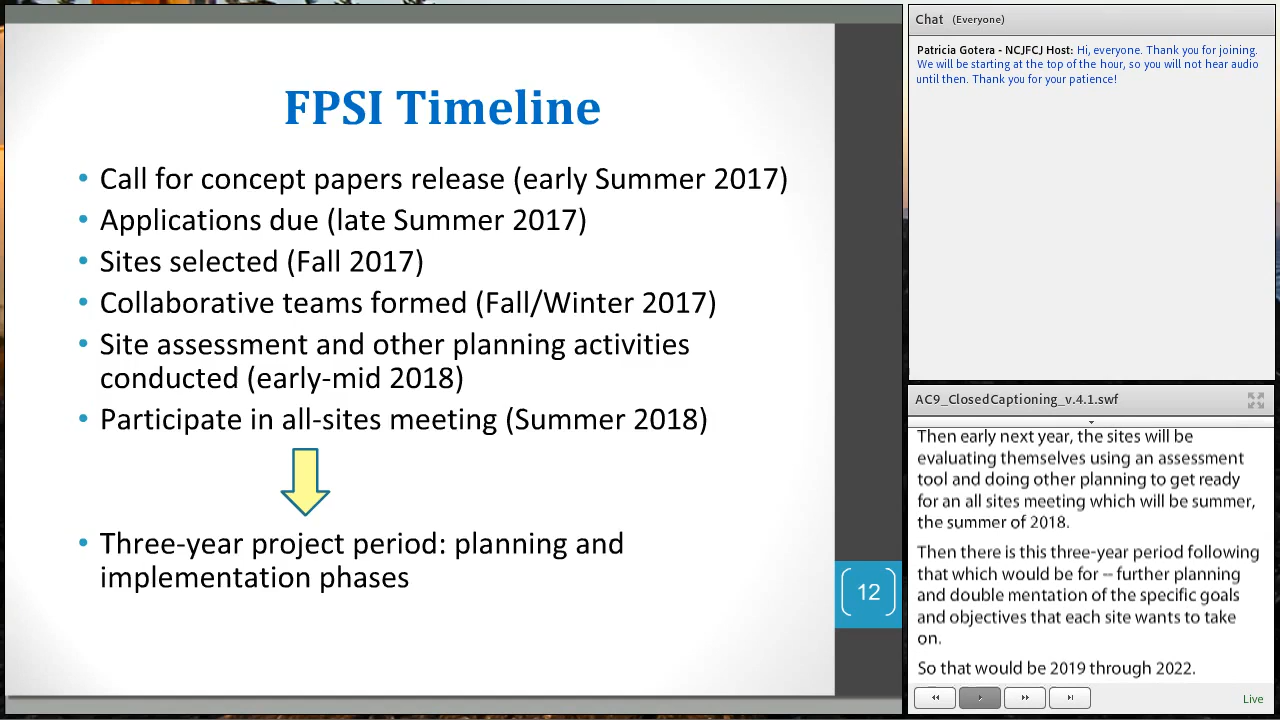 FPSI Timeline
• Call for concept papers release (early Summer 2017)
• Applications due (late Summer 2017)
• Sites selected (Fall 2017)
• Collaborative teams formed (Fall/Winter 2017)
• Site assessment and other planning activities
conducted (early-mid 2018)
• Participate in all-sites meeting (Summer 2018)
• Three-year project period: planning and
implementation phases
12
Chat (Everyone)
Patricia Gotera - NCJFCJ Host: Hi, everyone. Thank you for joining.
We will be starting at the top of the hour, so you will not hear audio
until then. Thank you for your patience!
AC9_ClosedCaptioning_v.4.1.swf
Then early next year, the sites will be
evaluating themselves using an assessment
tool and doing other planning to get ready
for an all sites meeting which will be summer,
the summer of 2018.
Then there is this three-year period following
that which would be for -- further planning
and double mentation of the specific goals
and objectives that each site wants to take
on.
So that would be 2019 through 2022.
Live